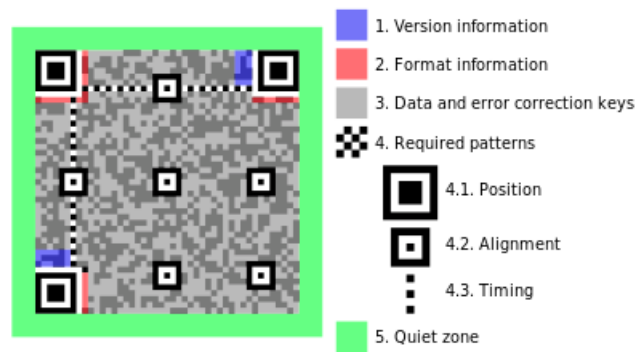 1. Version information
2. Format information
3. Data and error correction keys
4. Required patterns
4.1. Position
4.2. Alignment
4.3. Timing
5. Quiet zone